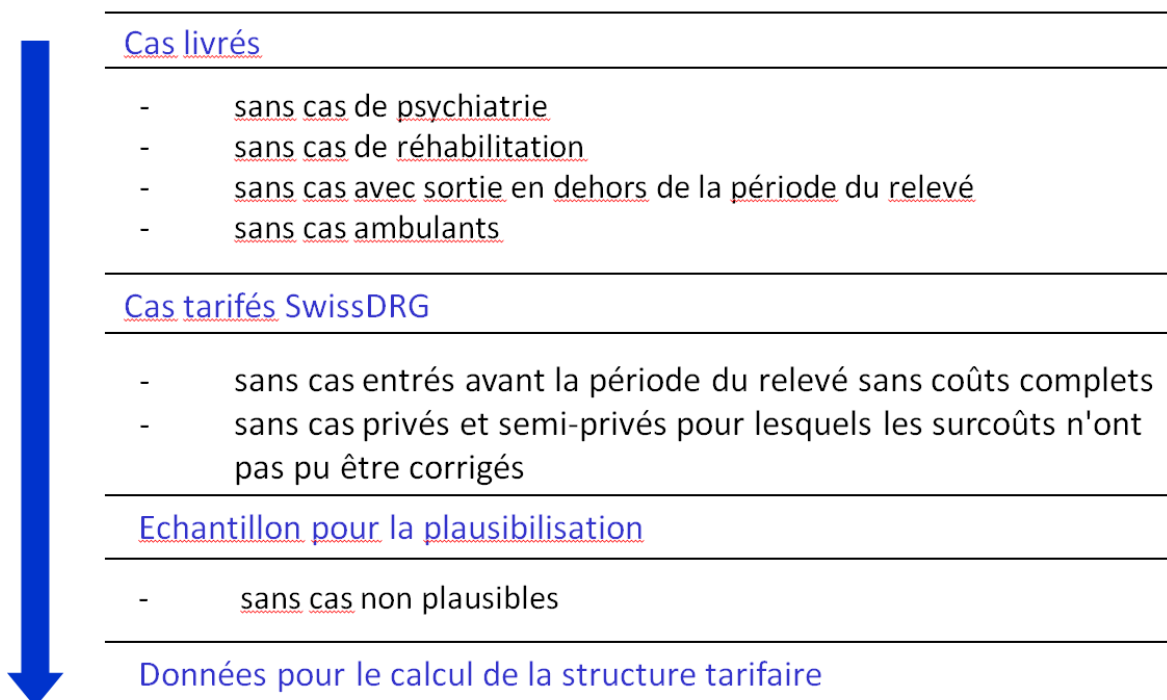 Cas livrés
- sans cas de psychiatrie
- sans cas de réhabilitation
- sans cas avec sortie en dehors de la période du relevé
- sans cas ambulants
Cas tarifés SwissDRG
- sans cas entrés avant la période du relevé sans coûts complets
- sans cas privés et semi-privés pour lesquels les surcoûts n'ont
pas pu être corrigés
Echantillon pour la plausibilisation
- sans cas non plausibles
Données pour le calcul de la structure tarifaire